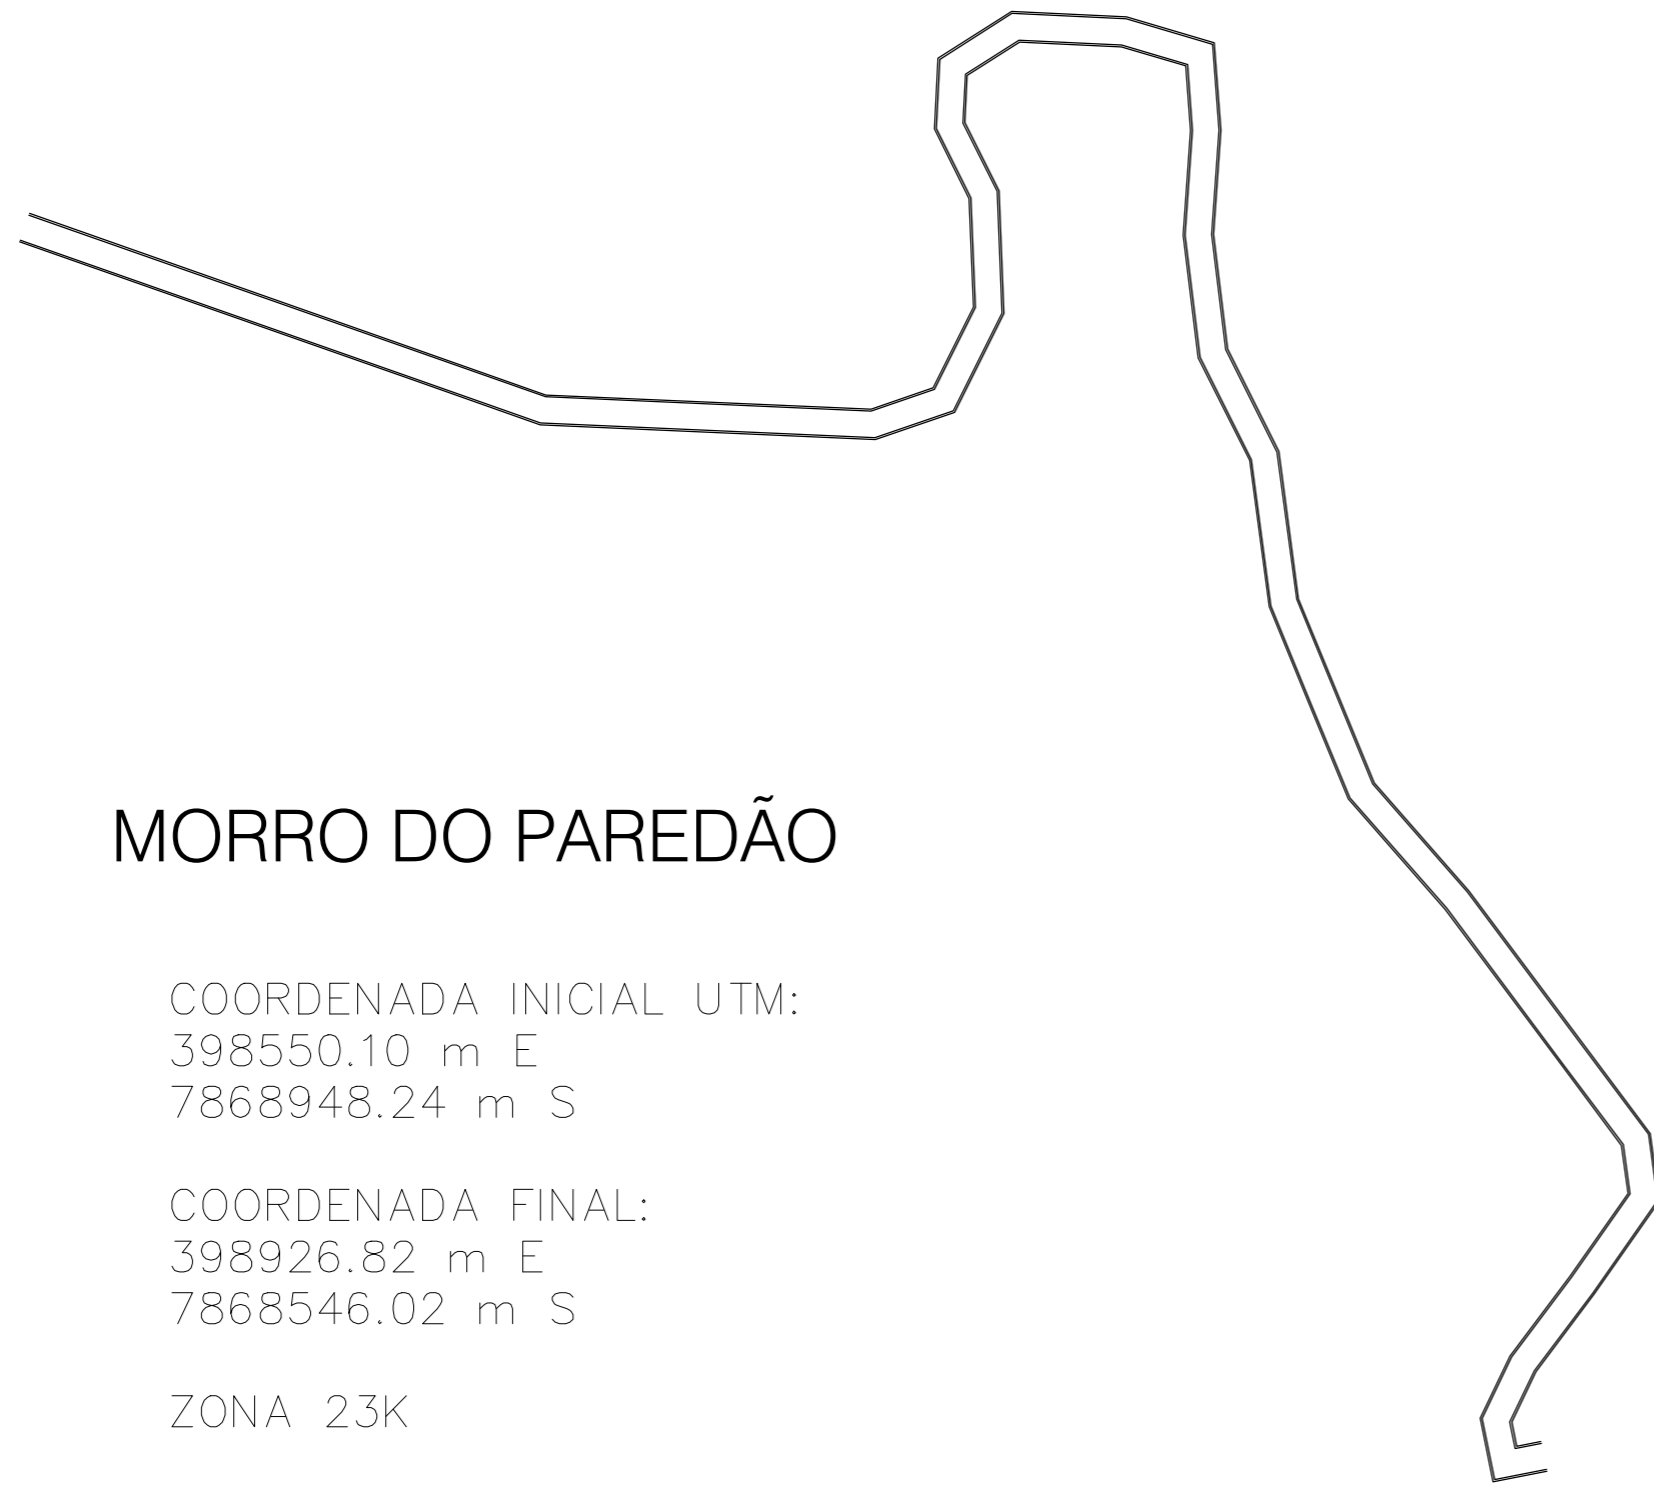 MORRO DO PAREDÃO
COORDENADA INICIAL UTM:
398550.10 m E
7868948.24 m S
COORDENADA FINAL:
398926.82 m E
7868546.02 m S
ZONA 23K